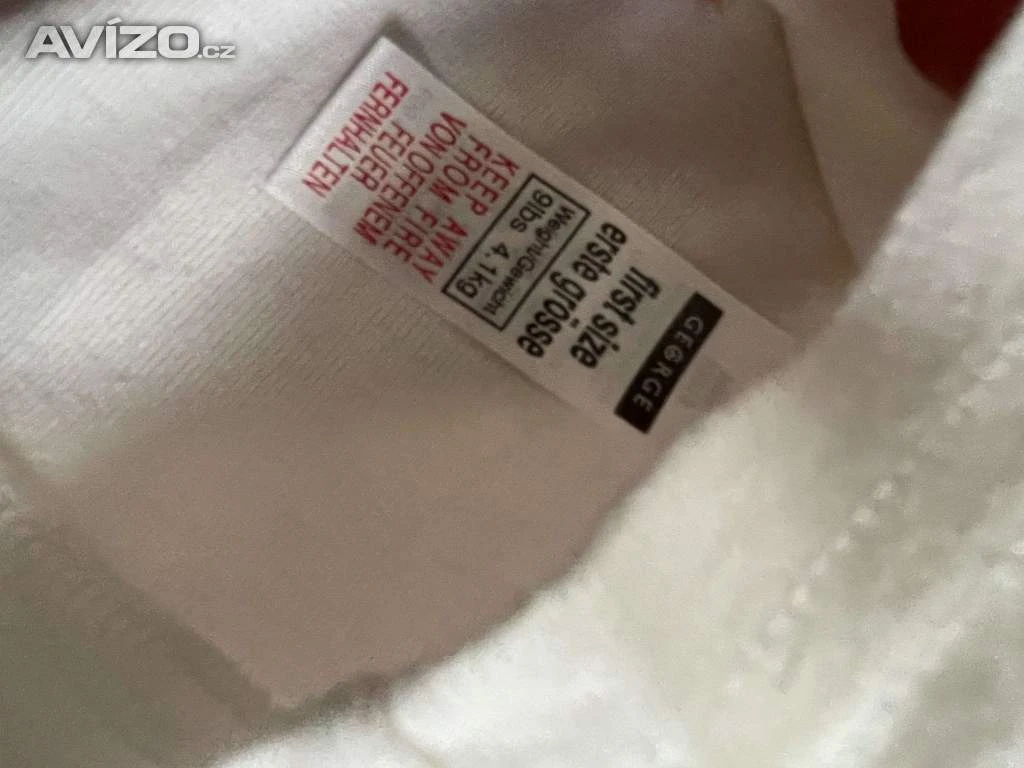 AVÍZO.cz
GEORGE
first size
erste grösse
Weight/Gewicht
9lbs 4.1kg
KEEP AWAY
FROM FIRE
VON OFFENEM
FEUER
FERNHALTEN